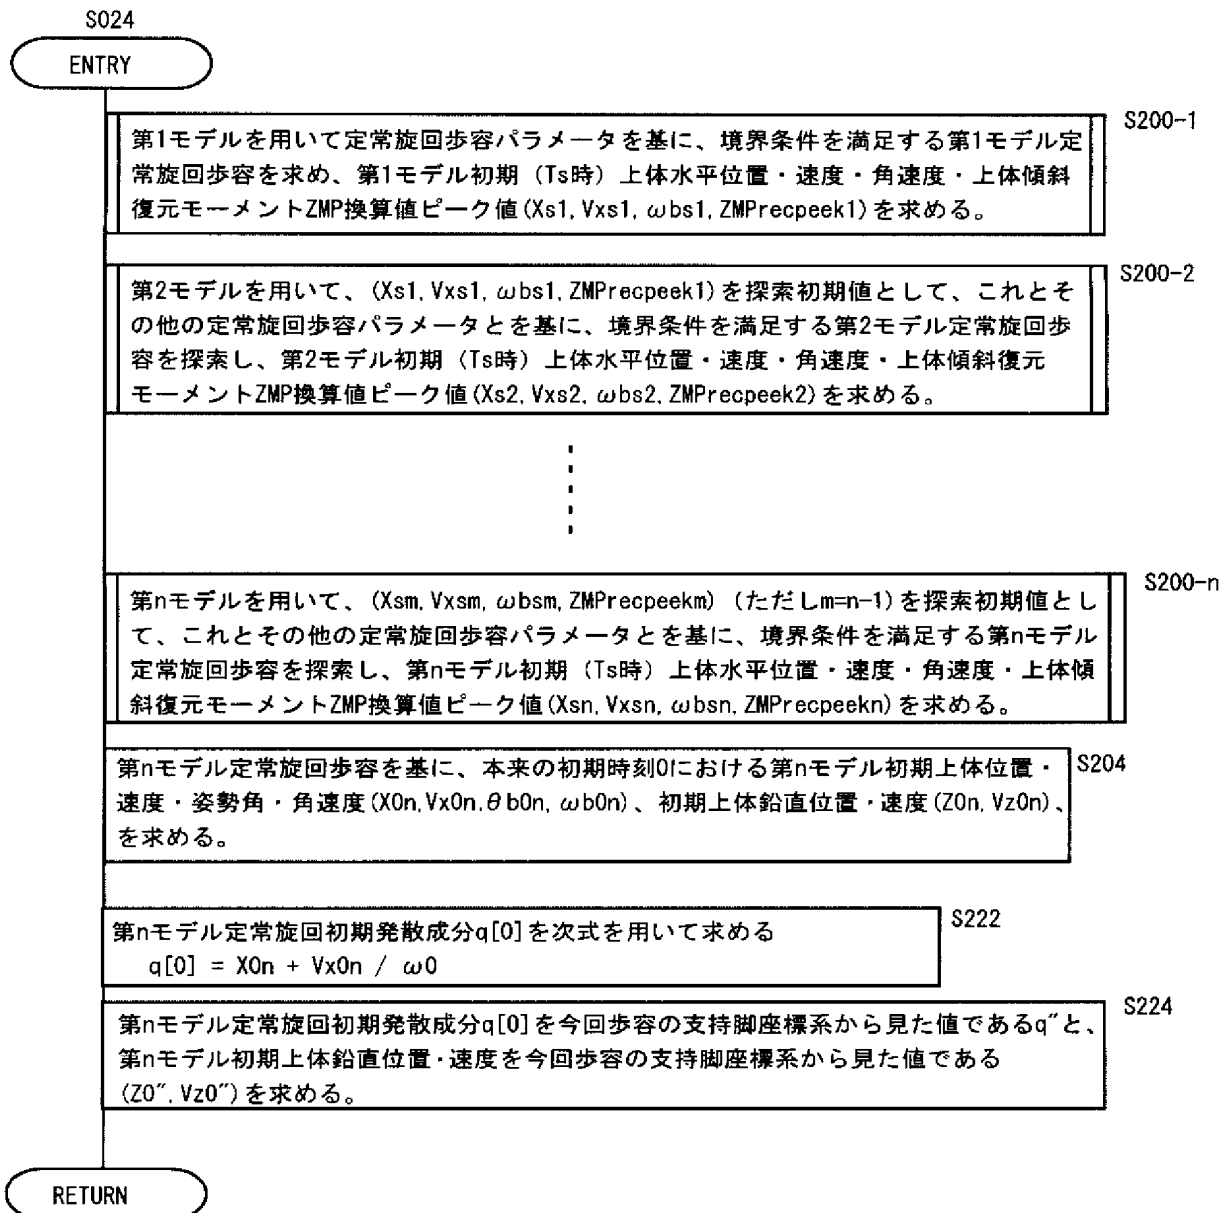 S024
ENTRY
S200-1
第1モデルを用いて定常旋回歩容パラメータを基に、境界条件を満足する第1モデル定
常旋回歩容を求め、第1モデル初期（Ts時）上体水平位置・速度・角速度・上体傾斜
復元モーメントZMP換算値ピーク値(Xs1, Vxs1, ωbs1, ZMPrecpeek1)を求める。
S200-2
第2モデルを用いて、(Xs1, Vxs1, ωbs1, ZMPrecpeek1)を探索初期値として、これとそ
の他の定常旋回歩容パラメータとを基に、境界条件を満足する第2モデル定常旋回歩
容を探索し、第2モデル初期（Ts時）上体水平位置・速度・角速度・上体傾斜復元
モーメントZMP換算値ピーク値(Xs2, Vxs2, ωbs2, ZMPrecpeek2)を求める。
S200-n
第nモデルを用いて、(Xsm, Vxsm, ωbsm, ZMPrecpeekm)（ただしm=n-1)を探索初期値とし
て、これとその他の定常旋回歩容パラメータとを基に、境界条件を満足する第nモデル
定常旋回歩容を探索し、第nモデル初期（Ts時）上体水平位置・速度・角速度・上体傾
斜復元モーメントZMP換算値ピーク値(Xsn, Vxsn, ωbsn, ZMPrecpeekn)を求める。
S204
第nモデル定常旋回歩容を基に、本来の初期時刻0における第nモデル初期上体位置・
速度・姿勢角・角速度(X0n, Vx0n, θb0n, ωb0n)、初期上体鉛直位置・速度(Z0n, Vz0n)、
を求める。
S222
第nモデル定常旋回初期発散成分q[0]を次式を用いて求める
q[0] = X0n + Vx0n / ω0
S224
第nモデル定常旋回初期発散成分q[0]を今回歩容の支持脚座標系から見た値であるq″と、
第nモデル初期上体鉛直位置・速度を今回歩容の支持脚座標系から見た値である
(Z0″, Vz0″)を求める。
RETURN